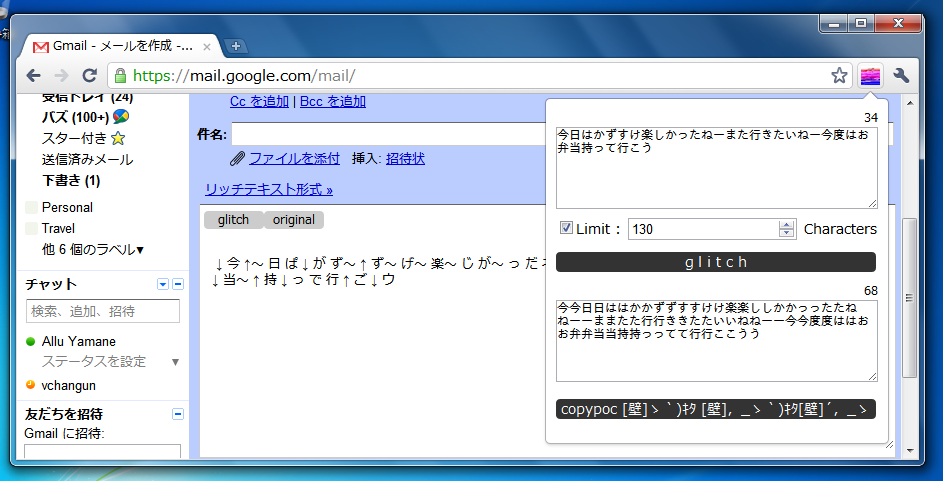 Gmail - メールを作成 -...
https://mail.google.com/mail/
受信トレイ (24)
バズ (100+)
スター付き
送信済みメール
下書き (1)
Personal
Travel
他 6 個のラベル▾
チャット
検索、追加、招待
Allu Yamane
ステータスを設定
vchangun
友だちを招待
Gmail に招待:
Cc を追加 | Bcc を追加
件名:
ファイルを添付 挿入: 招待状
リッチテキスト形式 »
glitch original
↓今↑～ 日 ぱ↓が ず～↑ず～ げ～ 楽～ じ が～ っ だ
↓当～↑持↓っ で 行↑ご↓ウ
34
今日はかずすけ楽しかったねーまた行きたいねー今度はお
弁当持って行こう
Limit : 130 Characters
glitch
68
今今日日ははかかずずすすけけ楽楽ししかかっったたね
ねーーままたた行行ききたたいいねねーー今今度度ははお
お弁弁当当持持っってて行行ここうう
copypoc [壁]ゝ`)ｷﾀ [壁], _ゝ`)ｷﾀ[壁]´, _ゝ